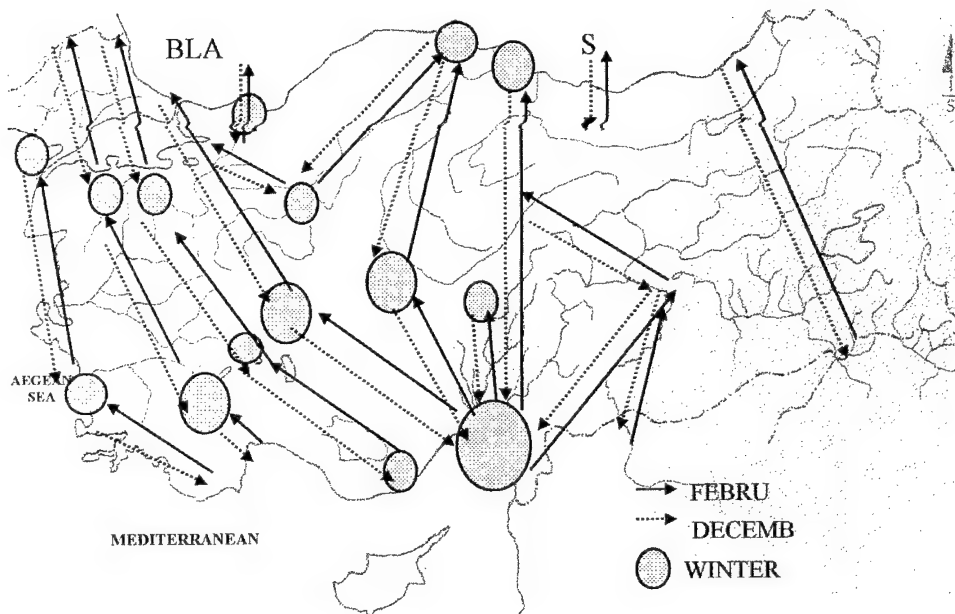 BLA
S
AEGEAN
SEA
MEDITERRANEAN
FEBRU
DECEMB
WINTER